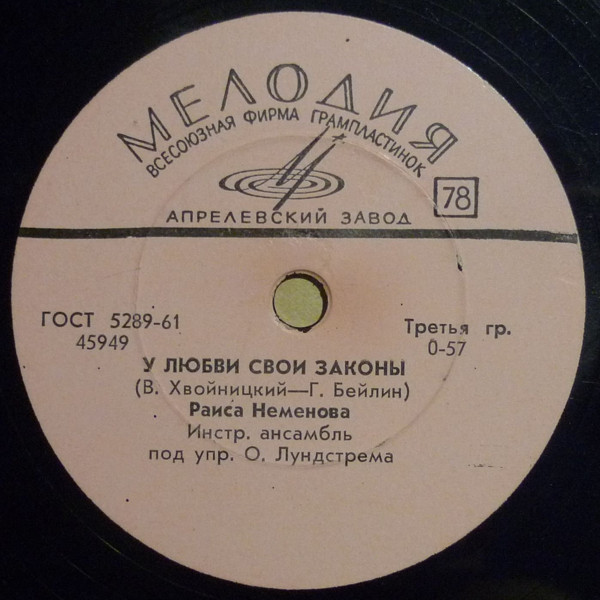 МЕЛОДИЯ
ВСЕСОЮЗНАЯ ФИРМА ГРАМПЛАСТИНОК
78
АПРЕЛЕВСКИЙ ЗАВОД
ГОСТ 5289-61
Третья гр.
45949
0-57
У ЛЮБВИ СВОИ ЗАКОНЫ
(В. Хвойницкий—Г. Бейлин)
Раиса Неменова
Инстр. ансамбль
под упр. О. Лундстрема